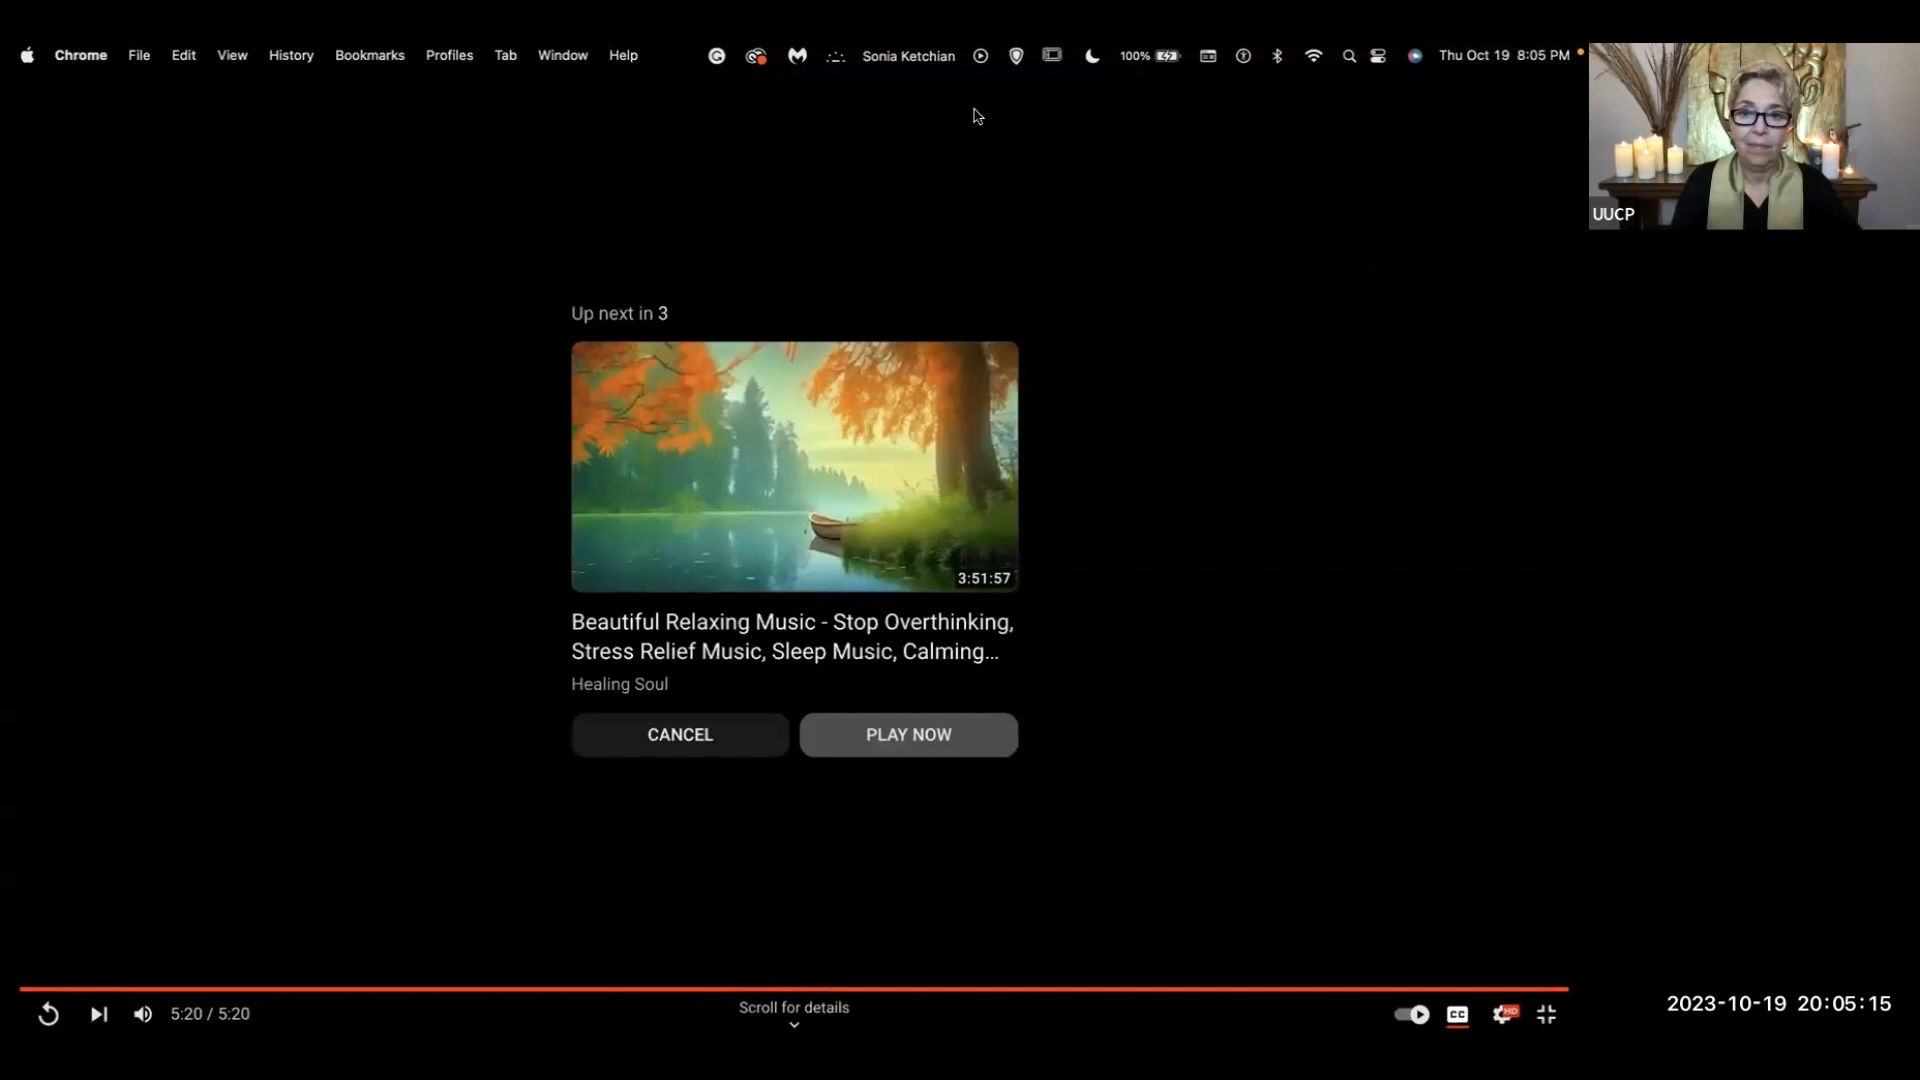 Chrome File Edit View History Bookmarks Profiles Tab Window Help Sonia Ketchian 100% Thu Oct 19 8:05 PM
UUCP
Up next in 3
3:51:57
Beautiful Relaxing Music - Stop Overthinking,
Stress Relief Music, Sleep Music, Calming...
Healing Soul
CANCEL PLAY NOW
5:20 / 5:20
Scroll for details
CC HD
2023-10-19 20:05:15